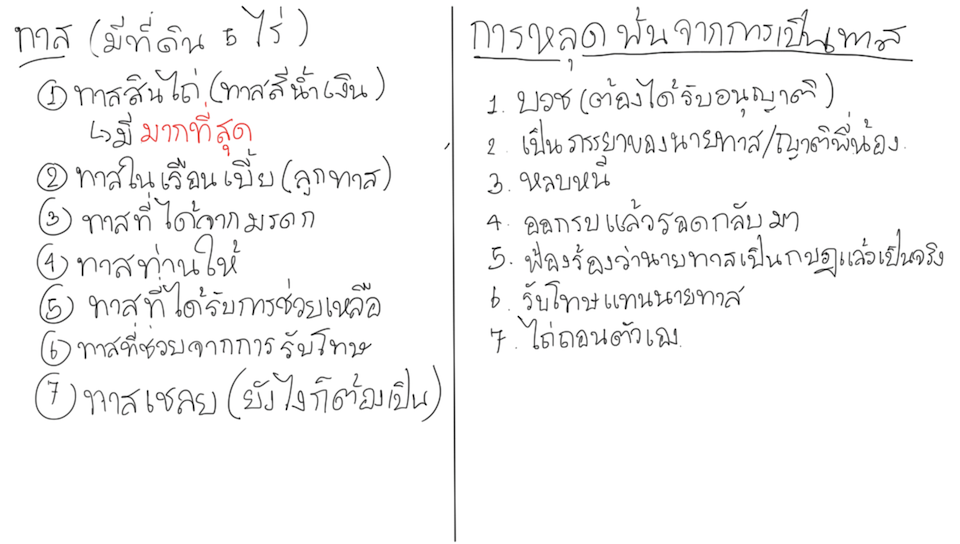 ทาส (มีที่ดิน 5 ไร่)
① ทาสสินไถ่ (ทาสสีน้ำเงิน)
↳ มี มากที่สุด
② ทาสในเรือนเบี้ย (ลูกทาส)
③ ทาสที่ได้จากมรดก
④ ทาสท่านให้
⑤ ทาสที่ได้รับการช่วยเหลือ
⑥ ทาสที่ช่วยจากการรับโทษ
⑦ ทาสเชลย (ยังไงก็ต้องเป็น)
การหลุดพ้นจากการเป็นทาส
1. บวช (ต้องได้รับอนุญาติ)
2. เป็นภรรยาของนายทาส/ญาติพี่น้อง.
3. หลบหนี
4. ออกรบแล้วรอดกลับมา
5. ฟ้องร้องว่านายทาสเป็นกบฏแล้วเป็นจริง
6. รับโทษแทนนายทาส
7. ไถ่ถอนตัวเอง.